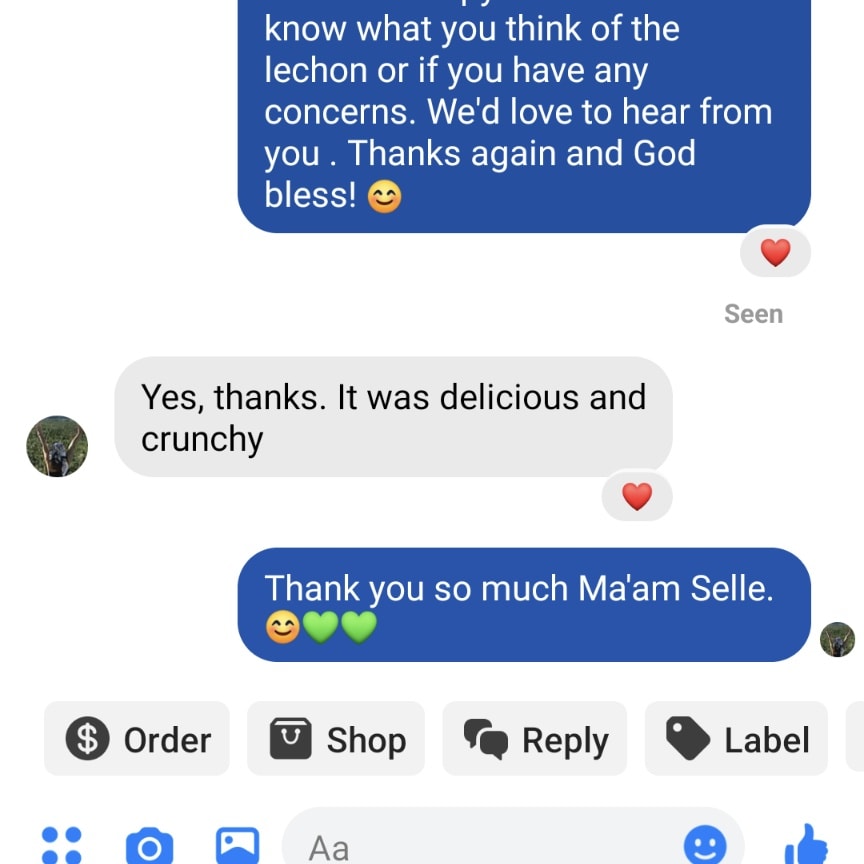 know what you think of the
lechon or if you have any
concerns. We'd love to hear from
you . Thanks again and God
bless! 😊
Seen
Yes, thanks. It was delicious and
crunchy
Thank you so much Ma'am Selle.
😊💚💚
Order
Shop
Reply
Label
Aa